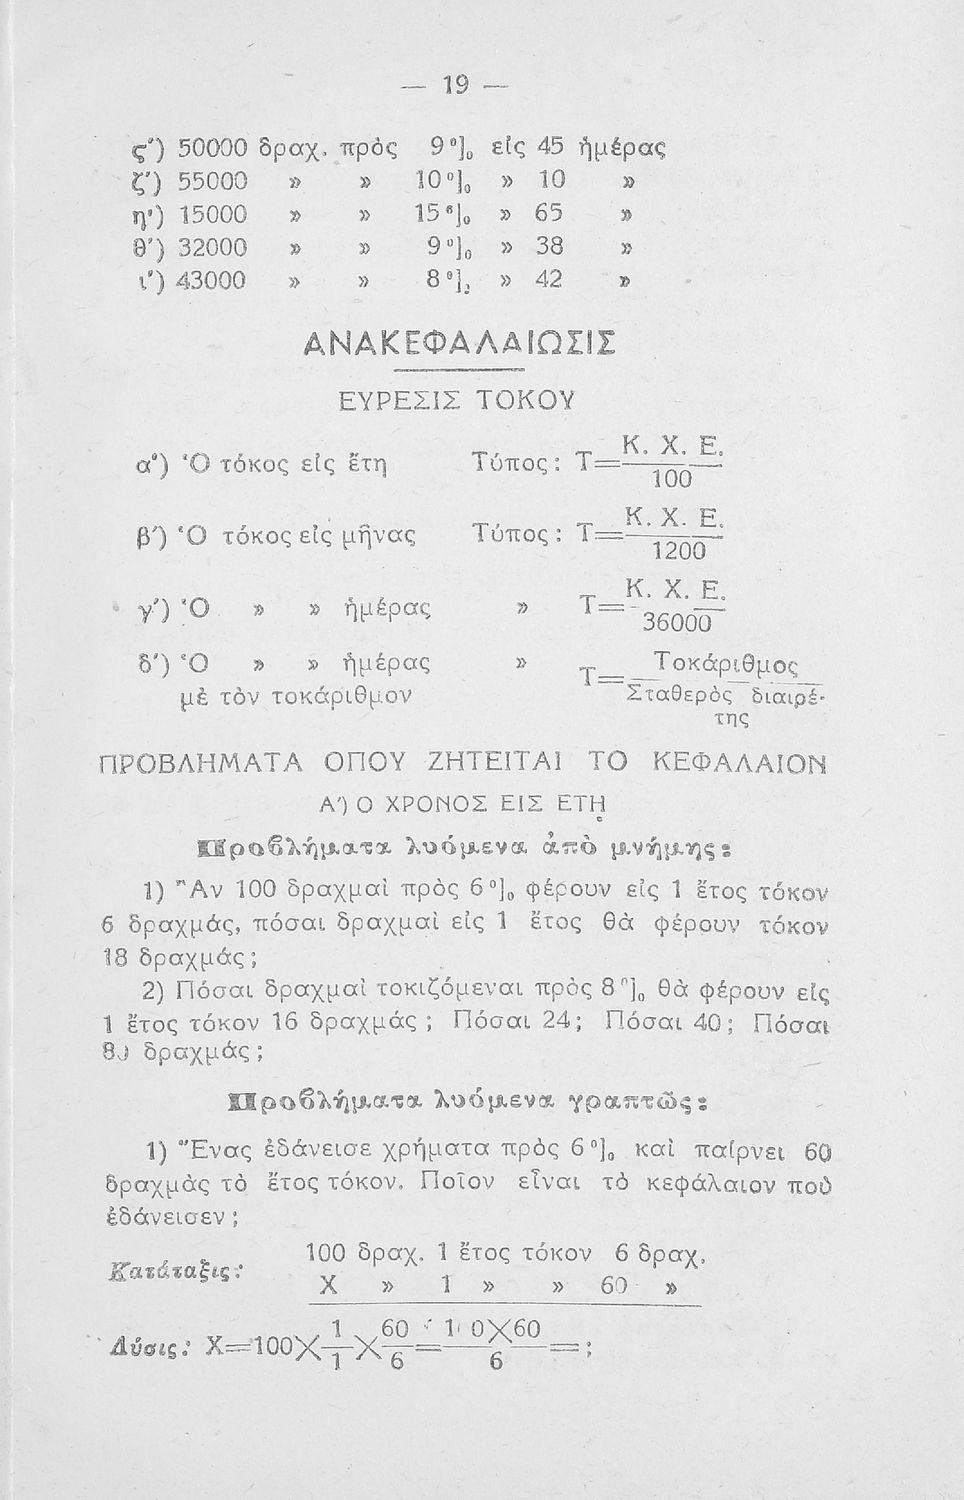 — 19 —
ς') 50000 δραχ. πρὸς 9 °]ₒ εἰς 45 ἡμέρας
ζ') 55000 » » 10 °]ₒ » 10 »
η') 15000 » » 15 °]ₒ » 65 »
θ') 32000 » » 9 °]ₒ » 38 »
ι') 43000 » » 8 °]ₒ » 42 »
ΑΝΑΚΕΦΑΛΑΙΩΣΙΣ
ΕΥΡΕΣΙΣ ΤΟΚΟΥ
α') Ὁ τόκος εἰς ἔτη Τύπος : Τ = Κ. Χ. Ε. / 100
β') Ὁ τόκος εἰς μῆνας Τύπος : Τ = Κ. Χ. Ε. / 1200
γ') Ὁ » » ἡμέρας » Τ = Κ. Χ. Ε. / 36000
δ') Ὁ » » ἡμέρας » Τ = Τοκάριθμος / Σταθερὸς διαιρέ-
μὲ τὸν τοκάριθμον της
ΠΡΟΒΛΗΜΑΤΑ ΟΠΟΥ ΖΗΤΕΙΤΑΙ ΤΟ ΚΕΦΑΛΑΙΟΝ
Α') Ο ΧΡΟΝΟΣ ΕΙΣ ΕΤΗ
Προβλήματα λυόμενα ἀπὸ μνήμης :
1) Ἂν 100 δραχμαὶ πρὸς 6 °]ₒ φέρουν εἰς 1 ἔτος τόκον
6 δραχμάς, πόσαι δραχμαὶ εἰς 1 ἔτος θὰ φέρουν τόκον
18 δραχμάς ;
2) Πόσαι δραχμαὶ τοκιζόμεναι πρὸς 8 °]ₒ θὰ φέρουν εἰς
1 ἔτος τόκον 16 δραχμάς ; Πόσαι 24 ; Πόσαι 40 ; Πόσαι
80 δραχμάς ;
Προβλήματα λυόμενα γραπτῶς :
1) Ἕνας ἐδάνεισε χρήματα πρὸς 6 °]ₒ καὶ παίρνει 60
δραχμὰς τὸ ἔτος τόκον. Ποῖον εἶναι τὸ κεφάλαιον ποὺ
ἐδάνεισεν ;
Κατάταξις : 100 δραχ. 1 ἔτος τόκον 6 δραχ.
Χ » 1 » » 60 »
Λύσις : Χ=100Χ 1/1 Χ 60/6 = 100Χ60 / 6 = ;